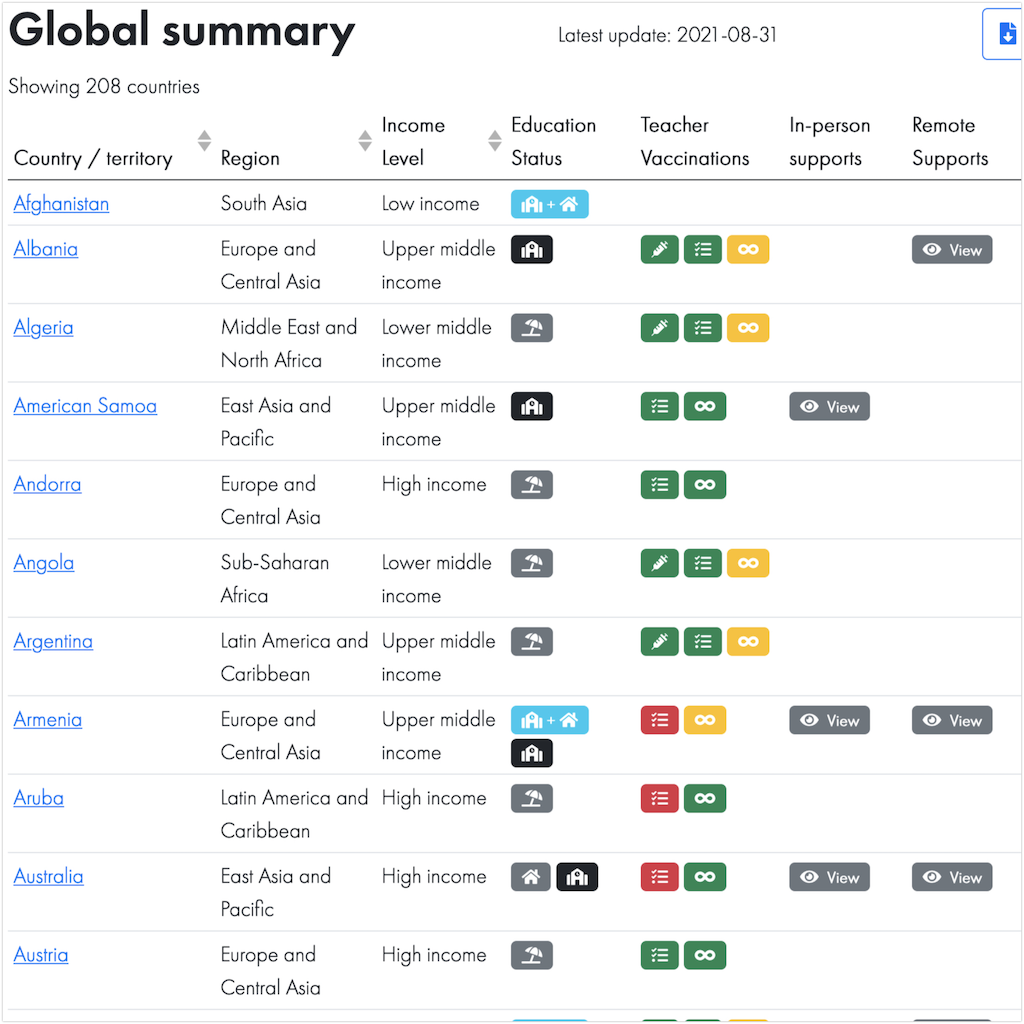 Global summary
Latest update: 2021-08-31
Showing 208 countries
Country / territory Region Income Level Education Status Teacher Vaccinations In-person supports Remote Supports
Afghanistan South Asia Low income +
Albania Europe and Upper middle View
Central Asia income
Algeria Middle East and Lower middle
North Africa income
American Samoa East Asia and Upper middle View
Pacific income
Andorra Europe and High income
Central Asia
Angola Sub-Saharan Lower middle
Africa income
Argentina Latin America and Upper middle
Caribbean income
Armenia Europe and Upper middle + View View
Central Asia income
Aruba Latin America and High income
Caribbean
Australia East Asia and High income View View
Pacific
Austria Europe and High income
Central Asia